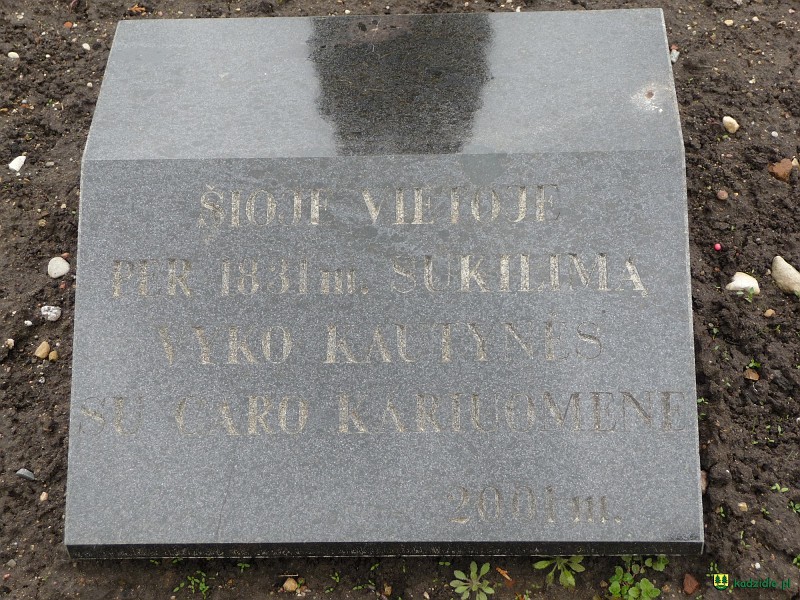 ŠIOJE VIETOJE
PER 1831 m. SUKILIMĄ
VYKO KAUTYNĖS
SU CARO KARIUOMENE
2001 m.
kadzidlo.pl